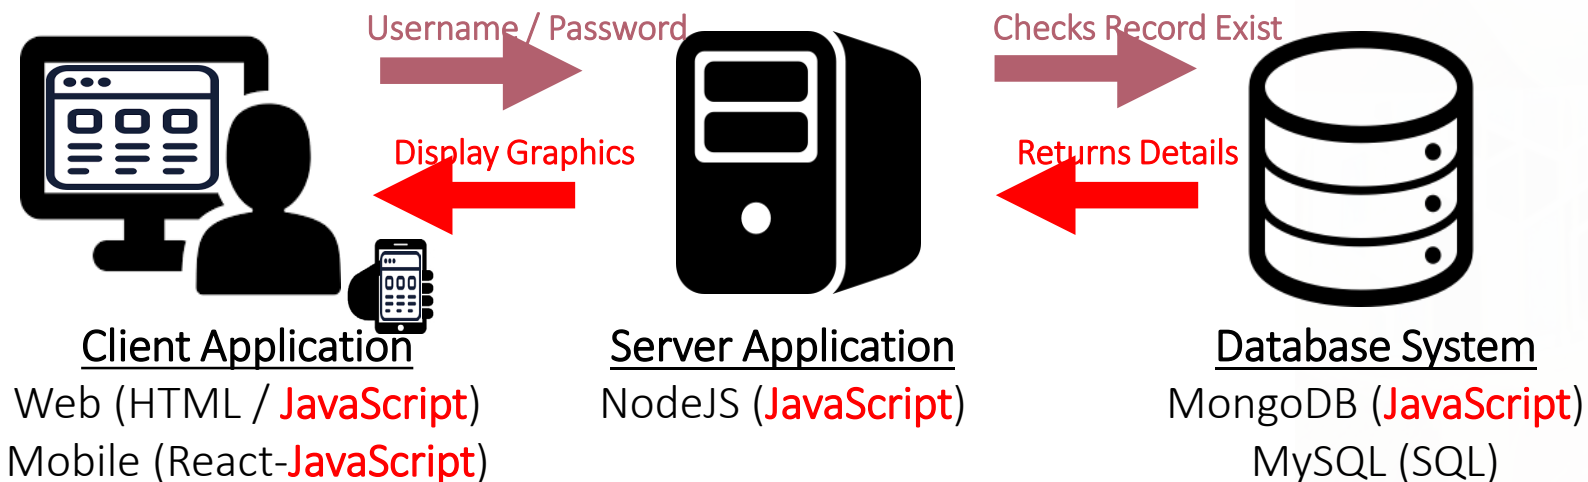 Username / Password
Checks Record Exist
Display Graphics
Returns Details
Client Application
Web (HTML / JavaScript)
Mobile (React-JavaScript)
Server Application
NodeJS (JavaScript)
Database System
MongoDB (JavaScript)
MySQL (SQL)